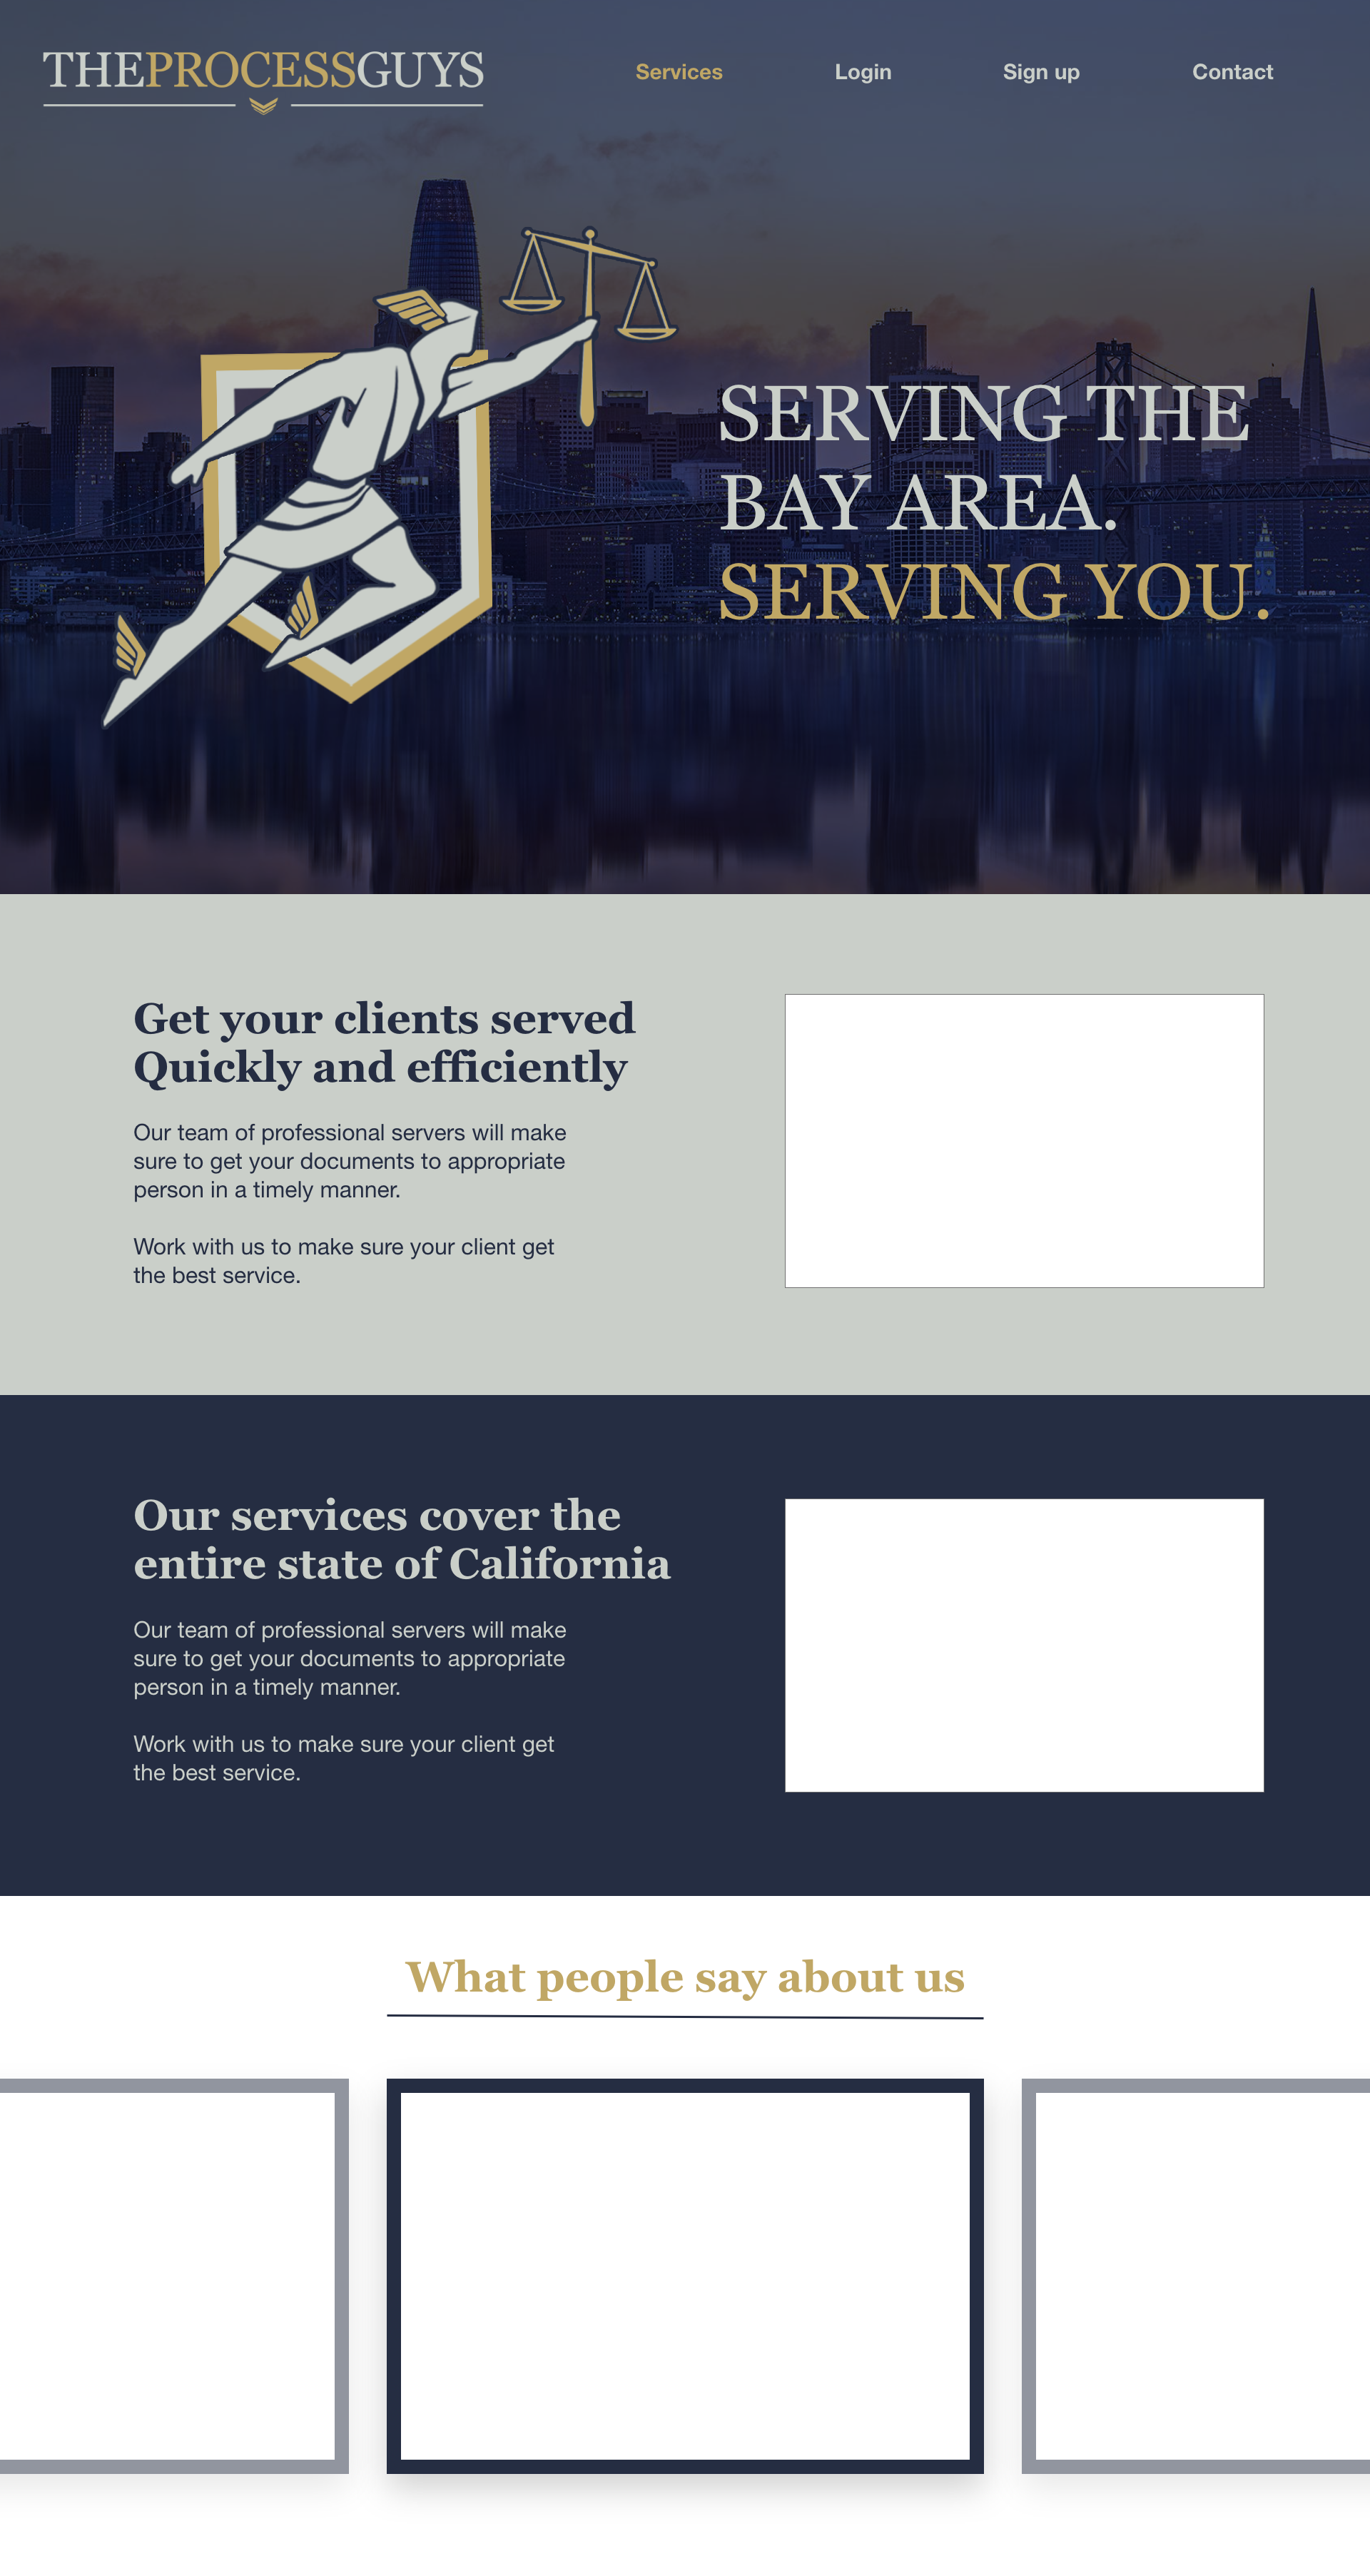 THEPROCESSGUYS
Services Login Sign up Contact
SERVING THE
BAY AREA.
SERVING YOU.
Get your clients served
Quickly and efficiently
Our team of professional servers will make
sure to get your documents to appropriate
person in a timely manner.
Work with us to make sure your client get
the best service.
Our services cover the
entire state of California
Our team of professional servers will make
sure to get your documents to appropriate
person in a timely manner.
Work with us to make sure your client get
the best service.
What people say about us